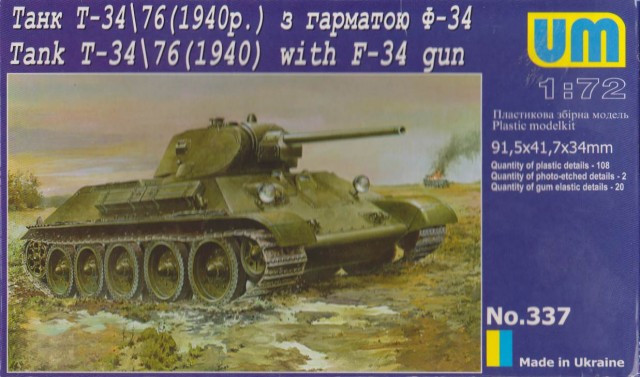 Танк Т-34\76(1940р.) з гарматою Ф-34
Tank T-34\76(1940) with F-34 gun
um
1:72
Пластикова збірна модель
Plastic modelkit
91,5x41,7x34mm
Quantity of plastic details - 108
Quantity of photo-etched details - 2
Quantity of gum elastic details - 20
No.337
Made in Ukraine